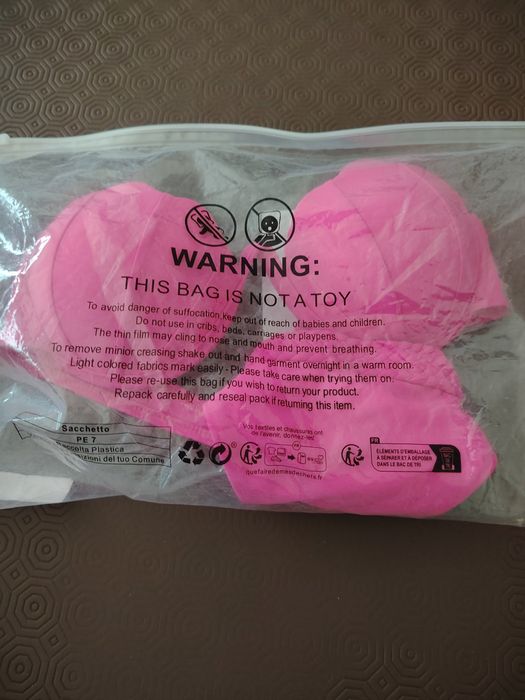 WARNING:
THIS BAG IS NOT A TOY
To avoid danger of suffocation,keep out of reach of babies and children.
Do not use in cribs, beds, carriages or playpens.
The thin film may cling to nose and mouth and prevent breathing.
To remove minior creasing shake out and hand garment overnight in a warm room.
Light colored fabrics mark easily - Please take care when trying them on.
Please re-use this bag if you wish to return your product.
Repack carefully and reseal pack if returning this item.
Sacchetto
PE 7
Raccolta Plastica
del tuo Comune
Vos textiles et chaussures ont
de l'avenir, donnez-les!
FR
quefairedemesdechets.fr
FR
ÉLÉMENTS D'EMBALLAGE
À SÉPARER ET À DÉPOSER
DANS LE BAC DE TRI